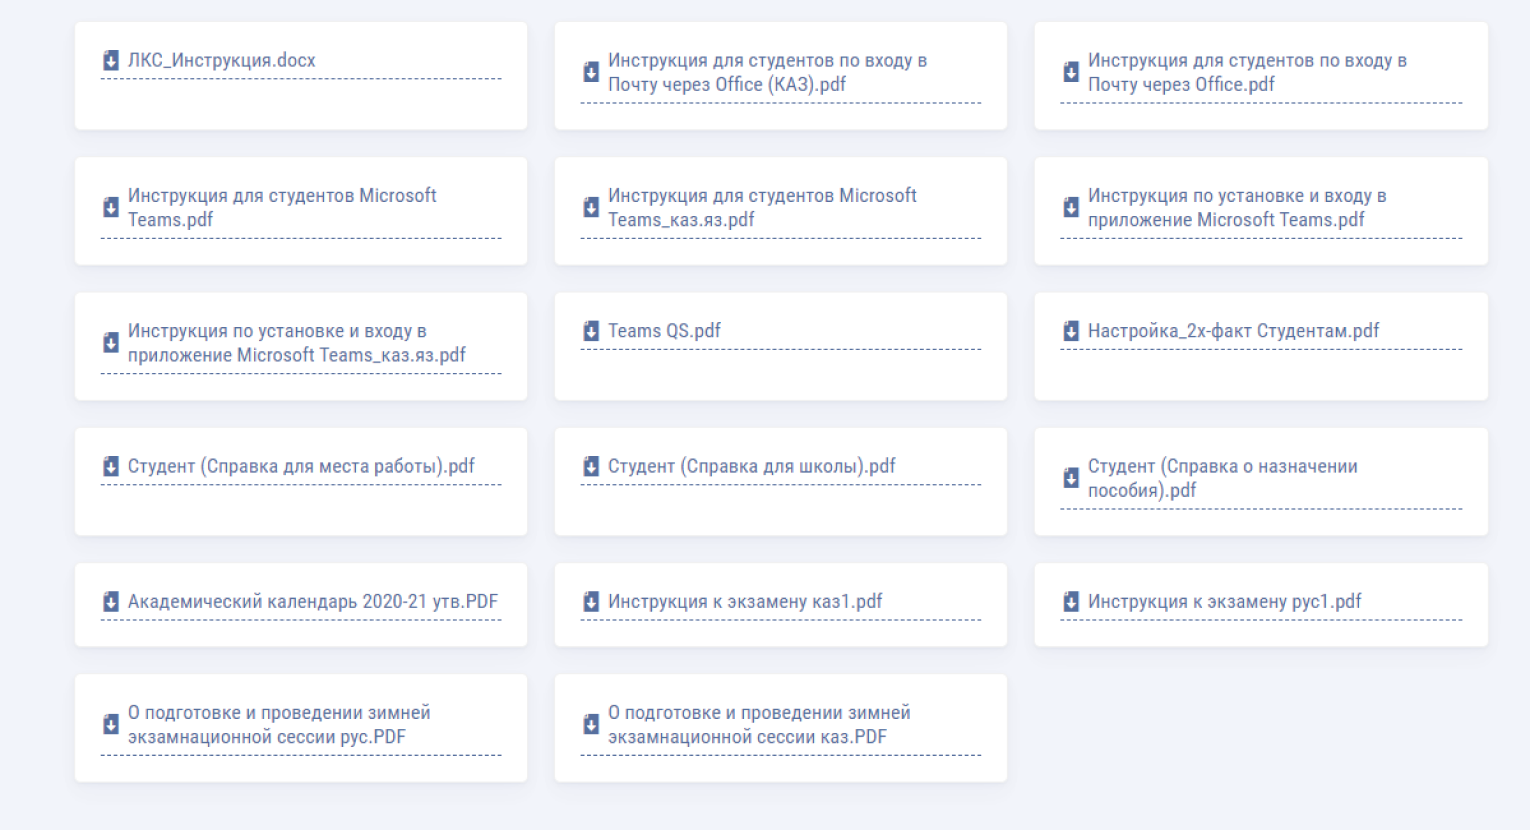 ЛКС_Инструкция.docx
Инструкция для студентов по входу в
Почту через Office (КАЗ).pdf
Инструкция для студентов по входу в
Почту через Office.pdf
Инструкция для студентов Microsoft
Teams.pdf
Инструкция для студентов Microsoft
Teams_каз.яз.pdf
Инструкция по установке и входу в
приложение Microsoft Teams.pdf
Инструкция по установке и входу в
приложение Microsoft Teams_каз.яз.pdf
Teams QS.pdf
Настройка_2х-факт Студентам.pdf
Студент (Справка для места работы).pdf
Студент (Справка для школы).pdf
Студент (Справка о назначении
пособия).pdf
Академический календарь 2020-21 утв.PDF
Инструкция к экзамену каз1.pdf
Инструкция к экзамену рус1.pdf
О подготовке и проведении зимней
экзамнационной сессии рус.PDF
О подготовке и проведении зимней
экзамнационной сессии каз.PDF